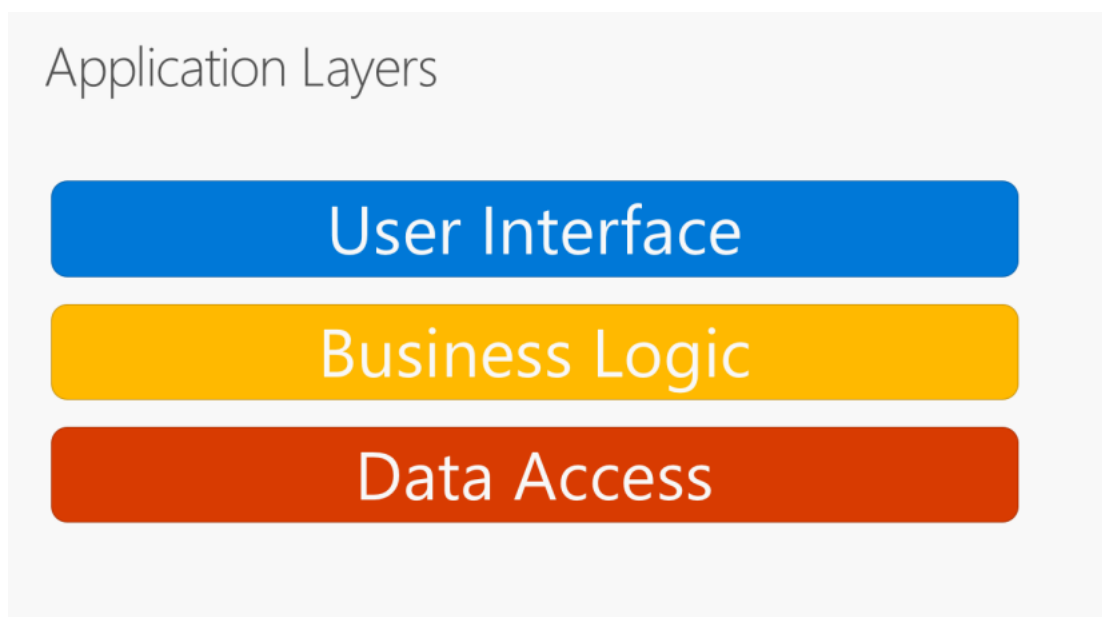 Application Layers
User Interface
Business Logic
Data Access